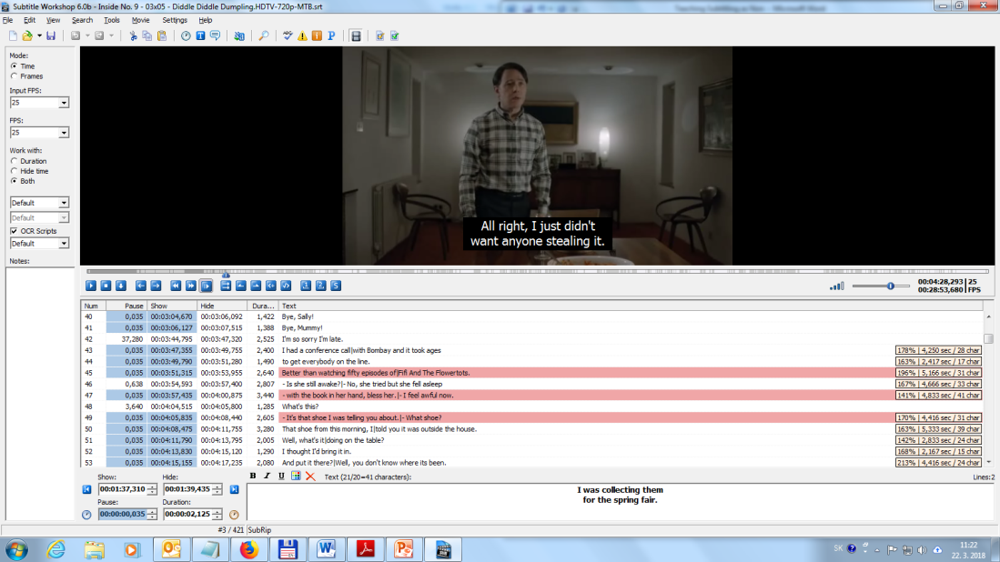 Subtitle Workshop 6.0b - Inside No. 9 - 03x05 - Diddle Diddle Dumpling.HDTV-720p-MTB.srt
File Edit View Search Tools Movie Settings Help
Mode:
Time
Frames
Input FPS:
25
FPS:
25
Work with:
Duration
Hide time
Both
Default
Default
OCR Scripts
Default
Notes:
All right, I just didn't
want anyone stealing it.
00:04:28,293 25
00:28:53,680 FPS
Num Pause Show Hide Dura... Text
40 0,035 00:03:04,670 00:03:06,092 1,422 Bye, Sally!
41 0,035 00:03:06,127 00:03:07,515 1,388 Bye, Mummy!
42 37,280 00:03:44,795 00:03:47,320 2,525 I'm so sorry I'm late.
43 0,035 00:03:47,355 00:03:49,755 2,400 I had a conference call|with Bombay and it took ages 178% | 4,250 sec / 28 char
44 0,035 00:03:49,790 00:03:51,280 1,490 to get everybody on the line. 163% | 2,417 sec / 17 char
45 0,035 00:03:51,315 00:03:53,955 2,640 Better than watching fifty episodes of|Fifi And The Flowertots. 196% | 5,166 sec / 31 char
46 0,638 00:03:54,593 00:03:57,400 2,807 - Is she still awake?|- No, she tried but she fell asleep 167% | 4,666 sec / 33 char
47 0,035 00:03:57,435 00:04:00,875 3,440 - with the book in her hand, bless her.|- I feel awful now. 141% | 4,833 sec / 41 char
48 3,640 00:04:04,515 00:04:05,800 1,285 What's this?
49 0,035 00:04:05,835 00:04:08,440 2,605 - It's that shoe I was telling you about.|- What shoe? 170% | 4,416 sec / 31 char
50 0,035 00:04:08,475 00:04:11,755 3,280 That shoe from this morning, I|told you it was outside the house. 163% | 5,333 sec / 39 char
51 0,035 00:04:11,790 00:04:13,795 2,005 Well, what's it|doing on the table? 142% | 2,833 sec / 24 char
52 0,035 00:04:13,830 00:04:15,120 1,290 I thought I'd bring it in. 168% | 2,167 sec / 15 char
53 0,035 00:04:15,155 00:04:17,235 2,080 And put it there?|Well, you don't know where its been. 213% | 4,416 sec / 24 char
Show: Hide: B I U Text (21/20=41 characters): Lines:2
00:01:37,310 00:01:39,435
Pause: Duration:
00:00:00,035 00:00:02,125
I was collecting them
for the spring fair.
#3 / 421 SubRip
SK
11:22
22. 3. 2018